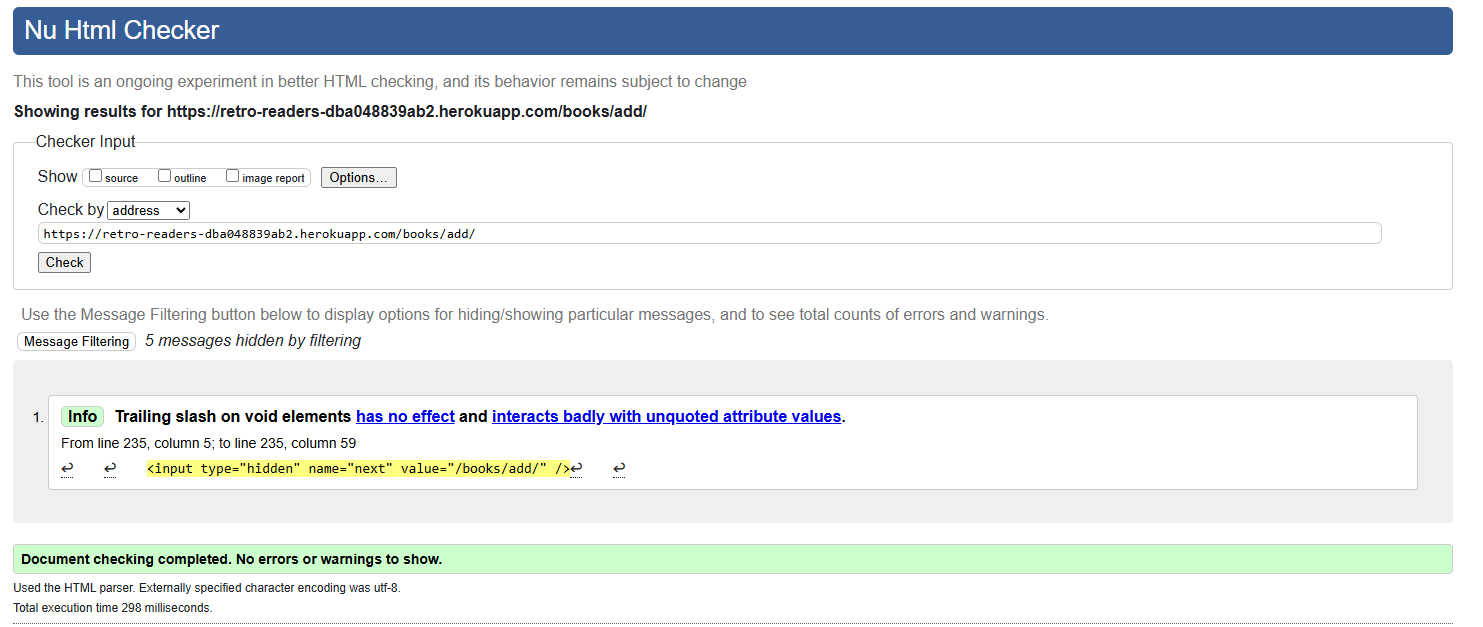 Nu Html Checker
This tool is an ongoing experiment in better HTML checking, and its behavior remains subject to change
Showing results for https://retro-readers-dba048839ab2.herokuapp.com/books/add/
Checker Input
Show source outline image report Options...
Check by address
https://retro-readers-dba048839ab2.herokuapp.com/books/add/
Check
Use the Message Filtering button below to display options for hiding/showing particular messages, and to see total counts of errors and warnings.
Message Filtering 5 messages hidden by filtering
1. Info Trailing slash on void elements has no effect and interacts badly with unquoted attribute values.
From line 235, column 5; to line 235, column 59
↩ ↩ <input type="hidden" name="next" value="/books/add/" />↩ ↩
Document checking completed. No errors or warnings to show.
Used the HTML parser. Externally specified character encoding was utf-8.
Total execution time 298 milliseconds.